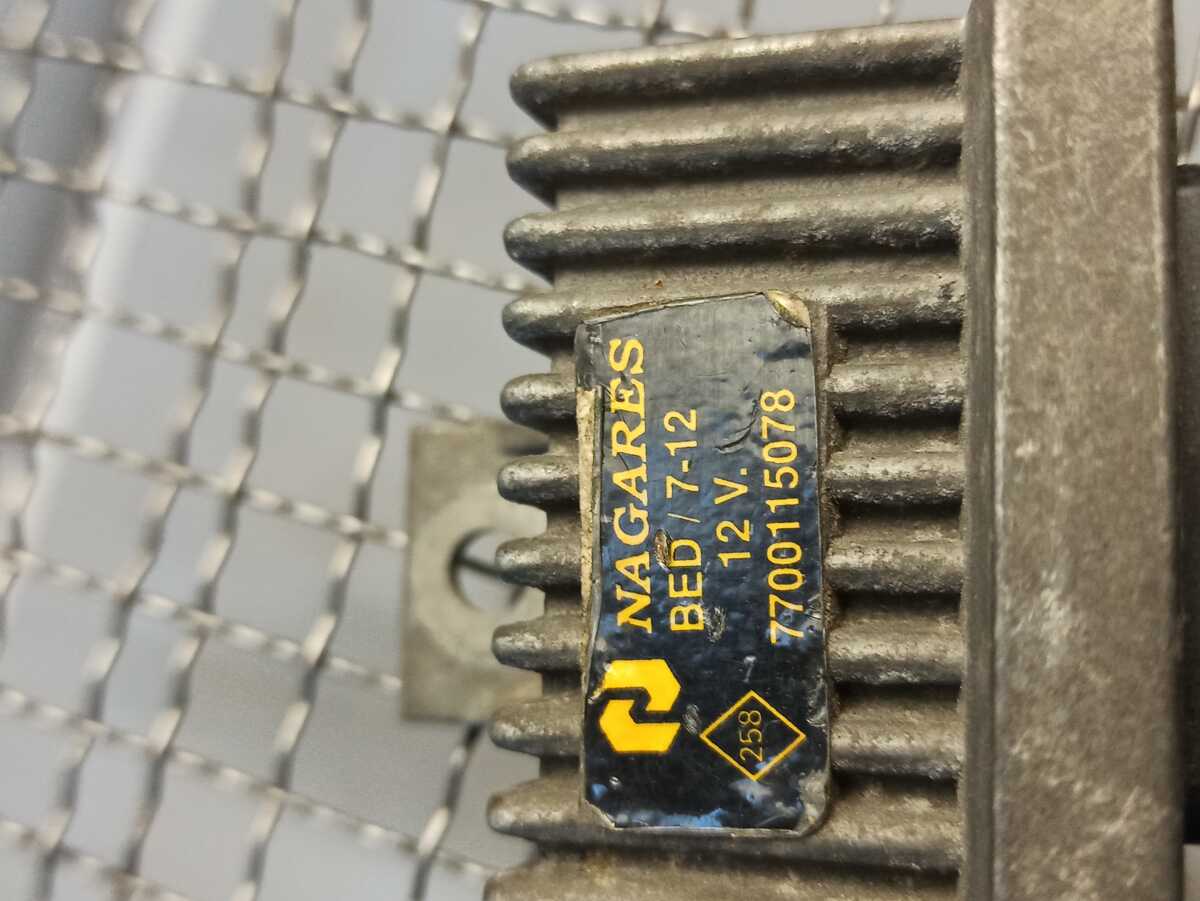 NAGARES
BED / 7-12
12 V.
7700115078
258